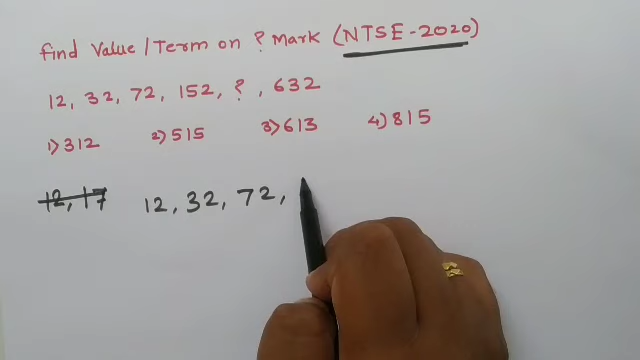 find Value/Term on ? Mark (NTSE-2020)
12, 32, 72, 152, ?, 632
1) 312 2) 515 3) 613 4) 815
12, 17 12, 32, 72,